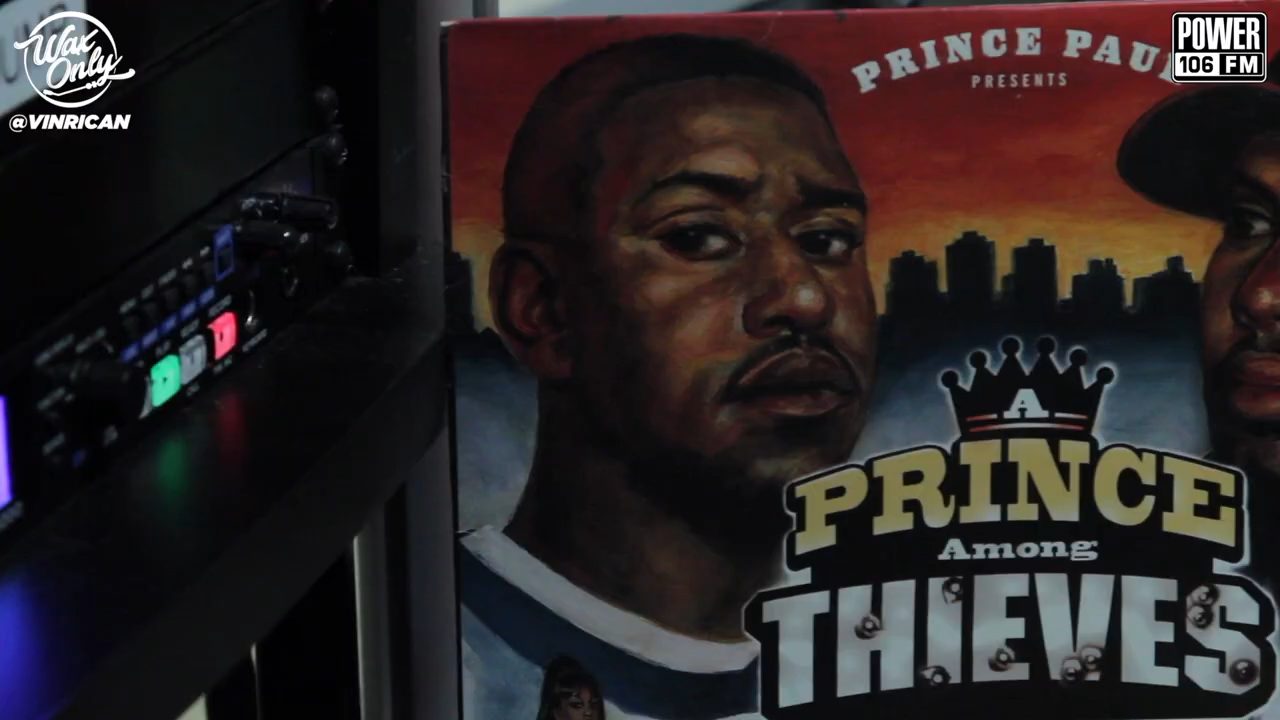 Wax
Only
@VINRICAN
POWER
106 FM
PRINCE PAU
PRESENTS
A
PRINCE
Among
THIEVES